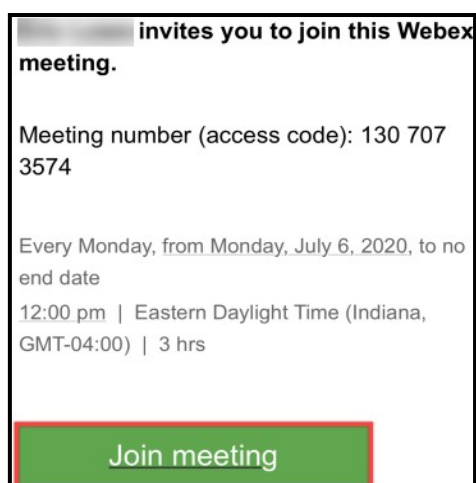 invites you to join this Webex
meeting.
Meeting number (access code): 130 707
3574
Every Monday, from Monday, July 6, 2020, to no
end date
12:00 pm | Eastern Daylight Time (Indiana,
GMT-04:00) | 3 hrs
Join meeting